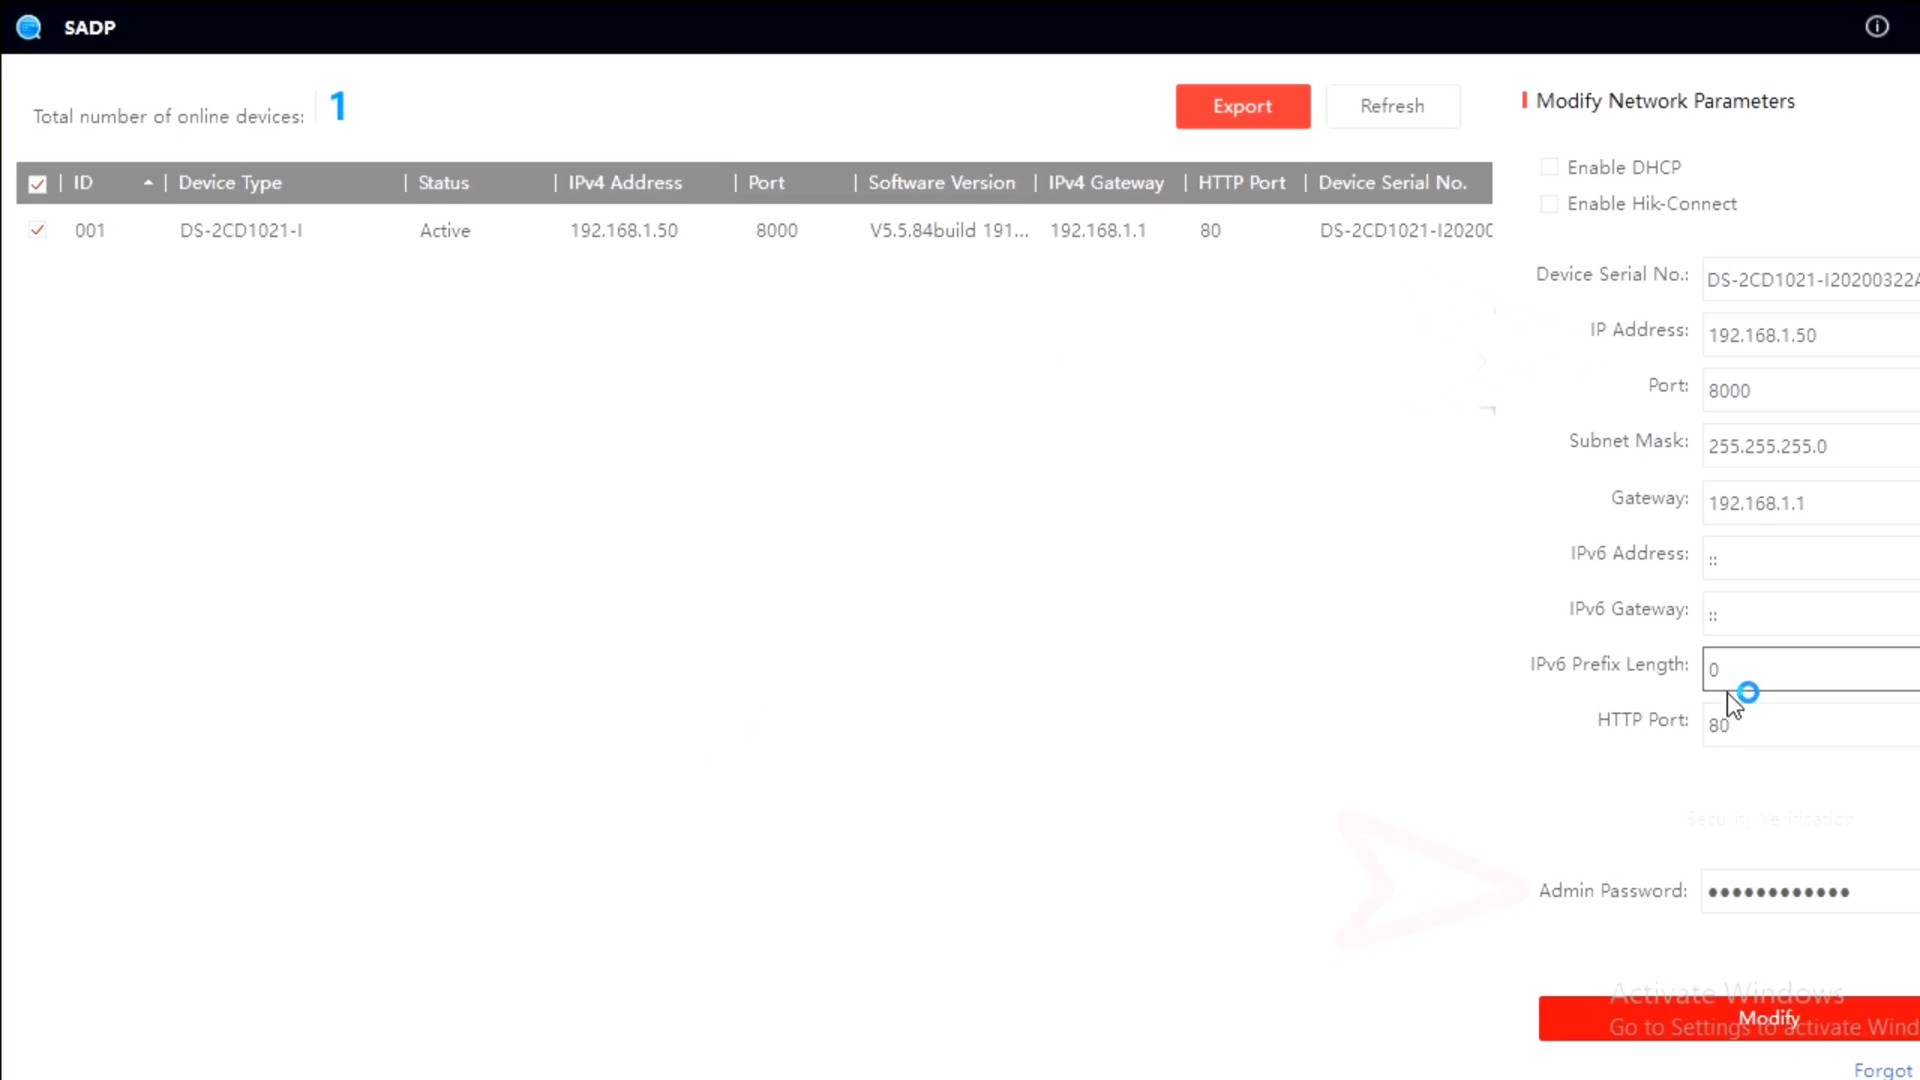 SADP
Total number of online devices: 1
Export
Refresh
ID
Device Type
Status
IPv4 Address
Port
Software Version
IPv4 Gateway
HTTP Port
Device Serial No.
001
DS-2CD1021-I
Active
192.168.1.50
8000
V5.5.84build 191...
192.168.1.1
80
DS-2CD1021-I2020
Modify Network Parameters
Enable DHCP
Enable Hik-Connect
Device Serial No.: DS-2CD1021-I20200322A
IP Address: 192.168.1.50
Port: 8000
Subnet Mask: 255.255.255.0
Gateway: 192.168.1.1
IPv6 Address: ::
IPv6 Gateway: ::
IPv6 Prefix Length: 0
HTTP Port: 80
Security Verification
Admin Password: ●●●●●●●●●●●●
Activate Windows
Modify
Go to Settings to activate Wind
Forgot